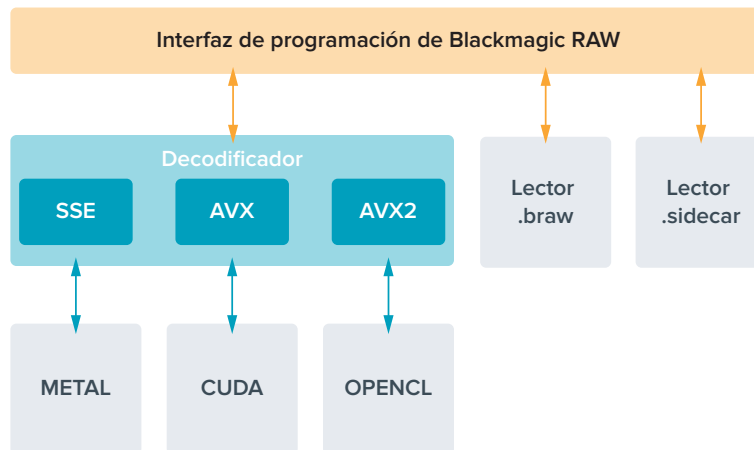 Interfaz de programación de Blackmagic RAW
Decodificador
SSE
AVX
AVX2
Lector
.braw
Lector
.sidecar
METAL
CUDA
OPENCL